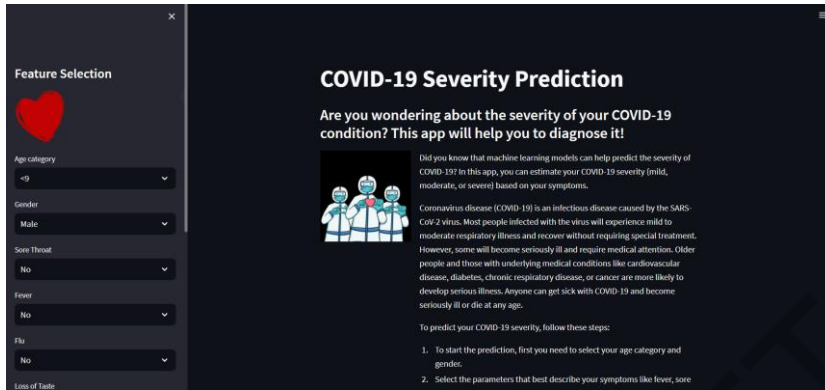 ×
Feature Selection
Age category
<9
Gender
Male
Sore Throat
No
Fever
No
Flu
No
Loss of Taste
COVID-19 Severity Prediction
Are you wondering about the severity of your COVID-19
condition? This app will help you to diagnose it!
Did you know that machine learning models can help predict the severity of
COVID-19? In this app, you can estimate your COVID-19 severity (mild,
moderate, or severe) based on your symptoms.
Coronavirus disease (COVID-19) is an infectious disease caused by the SARS-
CoV-2 virus. Most people infected with the virus will experience mild to
moderate respiratory illness and recover without requiring special treatment.
However, some will become seriously ill and require medical attention. Older
people and those with underlying medical conditions like cardiovascular
disease, diabetes, chronic respiratory disease, or cancer are more likely to
develop serious illness. Anyone can get sick with COVID-19 and become
seriously ill or die at any age.
To predict your COVID-19 severity, follow these steps:
1. To start the prediction, first you need to select your age category and
gender.
2. Select the parameters that best describe your symptoms like fever, sore